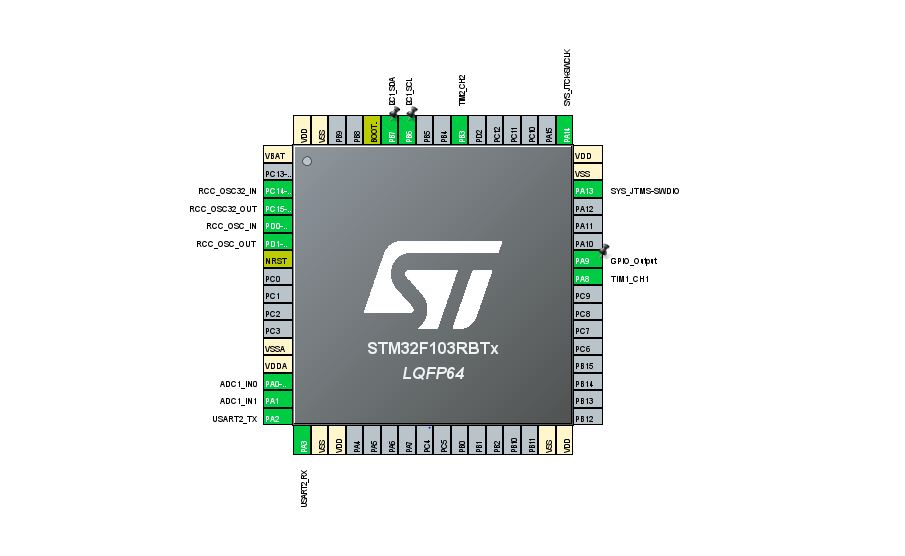 I2C1_SDA
I2C1_SCL
TIM2_CH2
SYS_JTCK-SWCLK
VDD
VSS
PB9
PB8
BOOT..
PB7
PB6
PB5
PB4
PB3
PD2
PC12
PC11
PC10
PA15
PA14
VBAT
PC13-..
RCC_OSC32_IN PC14-..
RCC_OSC32_OUT PC15-..
RCC_OSC_IN PD0-..
RCC_OSC_OUT PD1-..
NRST
PC0
PC1
PC2
PC3
VSSA
VDDA
ADC1_IN0 PA0-..
ADC1_IN1 PA1
USART2_TX PA2
VDD
VSS
PA13 SYS_JTMS-SWDIO
PA12
PA11
PA10
PA9 GPIO_Output
PA8 TIM1_CH1
PC9
PC8
PC7
PC6
PB15
PB14
PB13
PB12
ST
STM32F103RBTx
LQFP64
PA3
VSS
VDD
PA4
PA5
PA6
PA7
PC4
PC5
PB0
PB1
PB2
PB10
PB11
VSS
VDD
USART2_RX